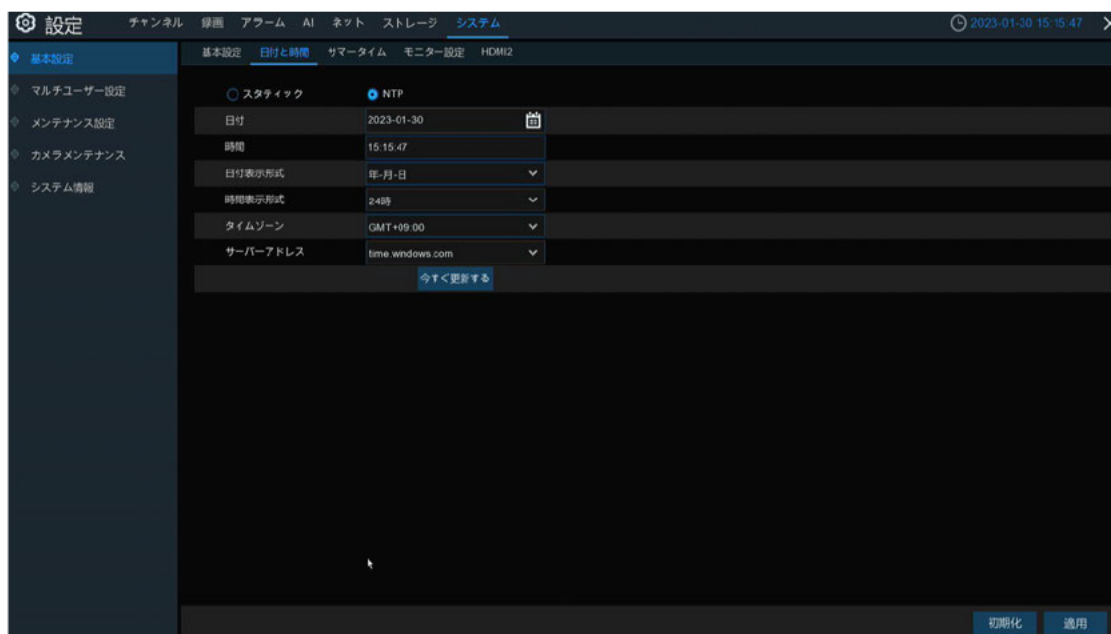 設定 チャンネル 録画 アラーム AI ネット ストレージ システム 2023-01-30 15:15:47
基本設定 日付と時間 サマータイム モニター設定 HDMI2
基本設定
マルチユーザー設定
メンテナンス設定
カメラメンテナンス
システム情報
スタティック NTP
日付 2023-01-30
時間 15:15:47
日付表示形式 年-月-日
時間表示形式 24時
タイムゾーン GMT+09:00
サーバーアドレス time.windows.com
今すぐ更新する
初期化 適用